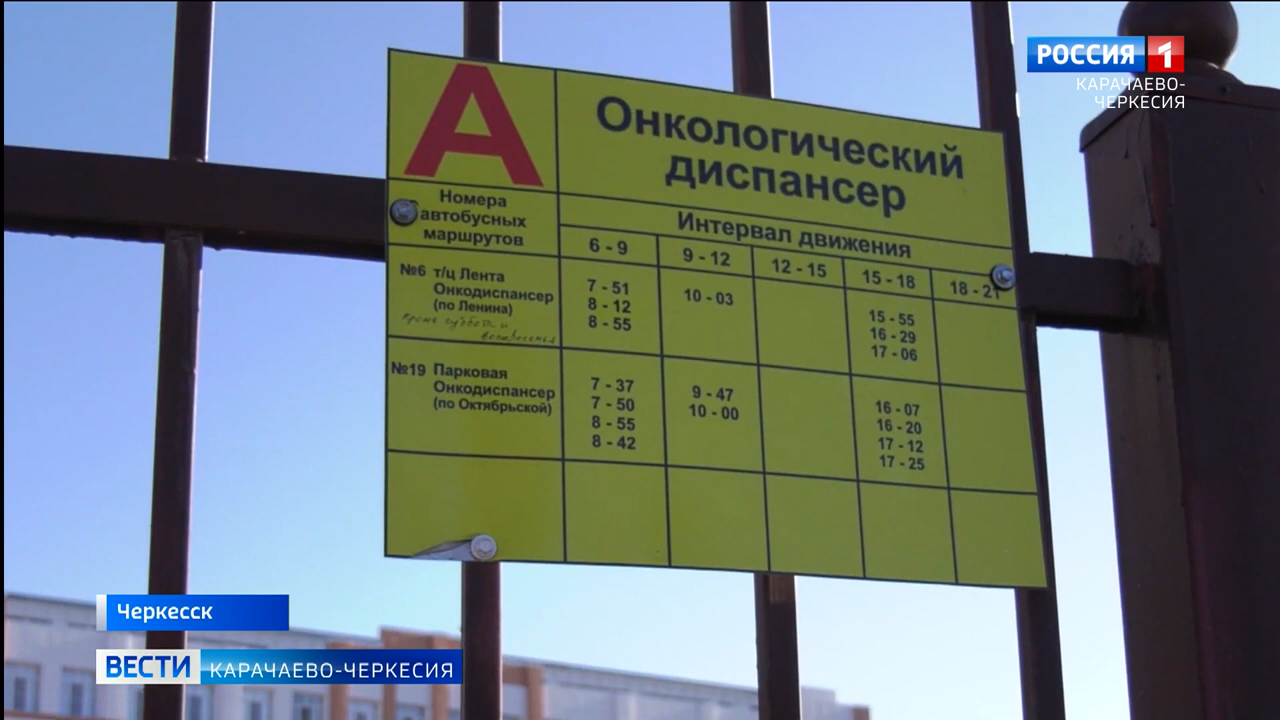 РОССИЯ 1
КАРАЧАЕВО-
ЧЕРКЕСИЯ
А
Онкологический
диспансер
Номера
автобусных
маршрутов
Интервал движения
6 - 9 9 - 12 12 - 15 15 - 18 18 - 21
№6 т/ц Лента
Онкодиспансер
(по Ленина)
кроме субботы и
воскресенья
7 - 51
8 - 12
8 - 55
10 - 03
15 - 55
16 - 29
17 - 06
№19 Парковая
Онкодиспансер
(по Октябрьской)
7 - 37
7 - 50
8 - 55
8 - 42
9 - 47
10 - 00
16 - 07
16 - 20
17 - 12
17 - 25
Черкесск
ВЕСТИ КАРАЧАЕВО-ЧЕРКЕСИЯ